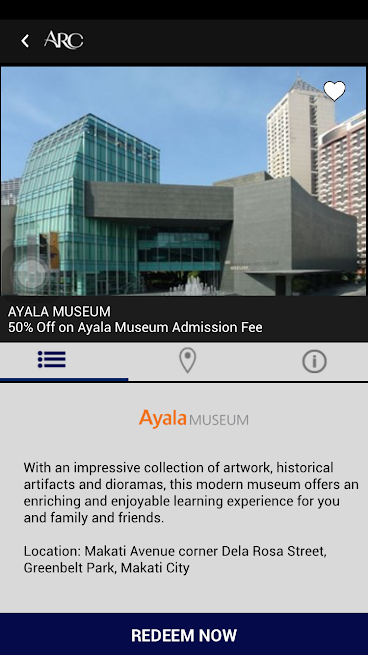 ARC
AYALA MUSEUM
50% Off on Ayala Museum Admission Fee
Ayala MUSEUM
With an impressive collection of artwork, historical
artifacts and dioramas, this modern museum offers an
enriching and enjoyable learning experience for you
and family and friends.
Location: Makati Avenue corner Dela Rosa Street,
Greenbelt Park, Makati City
REDEEM NOW